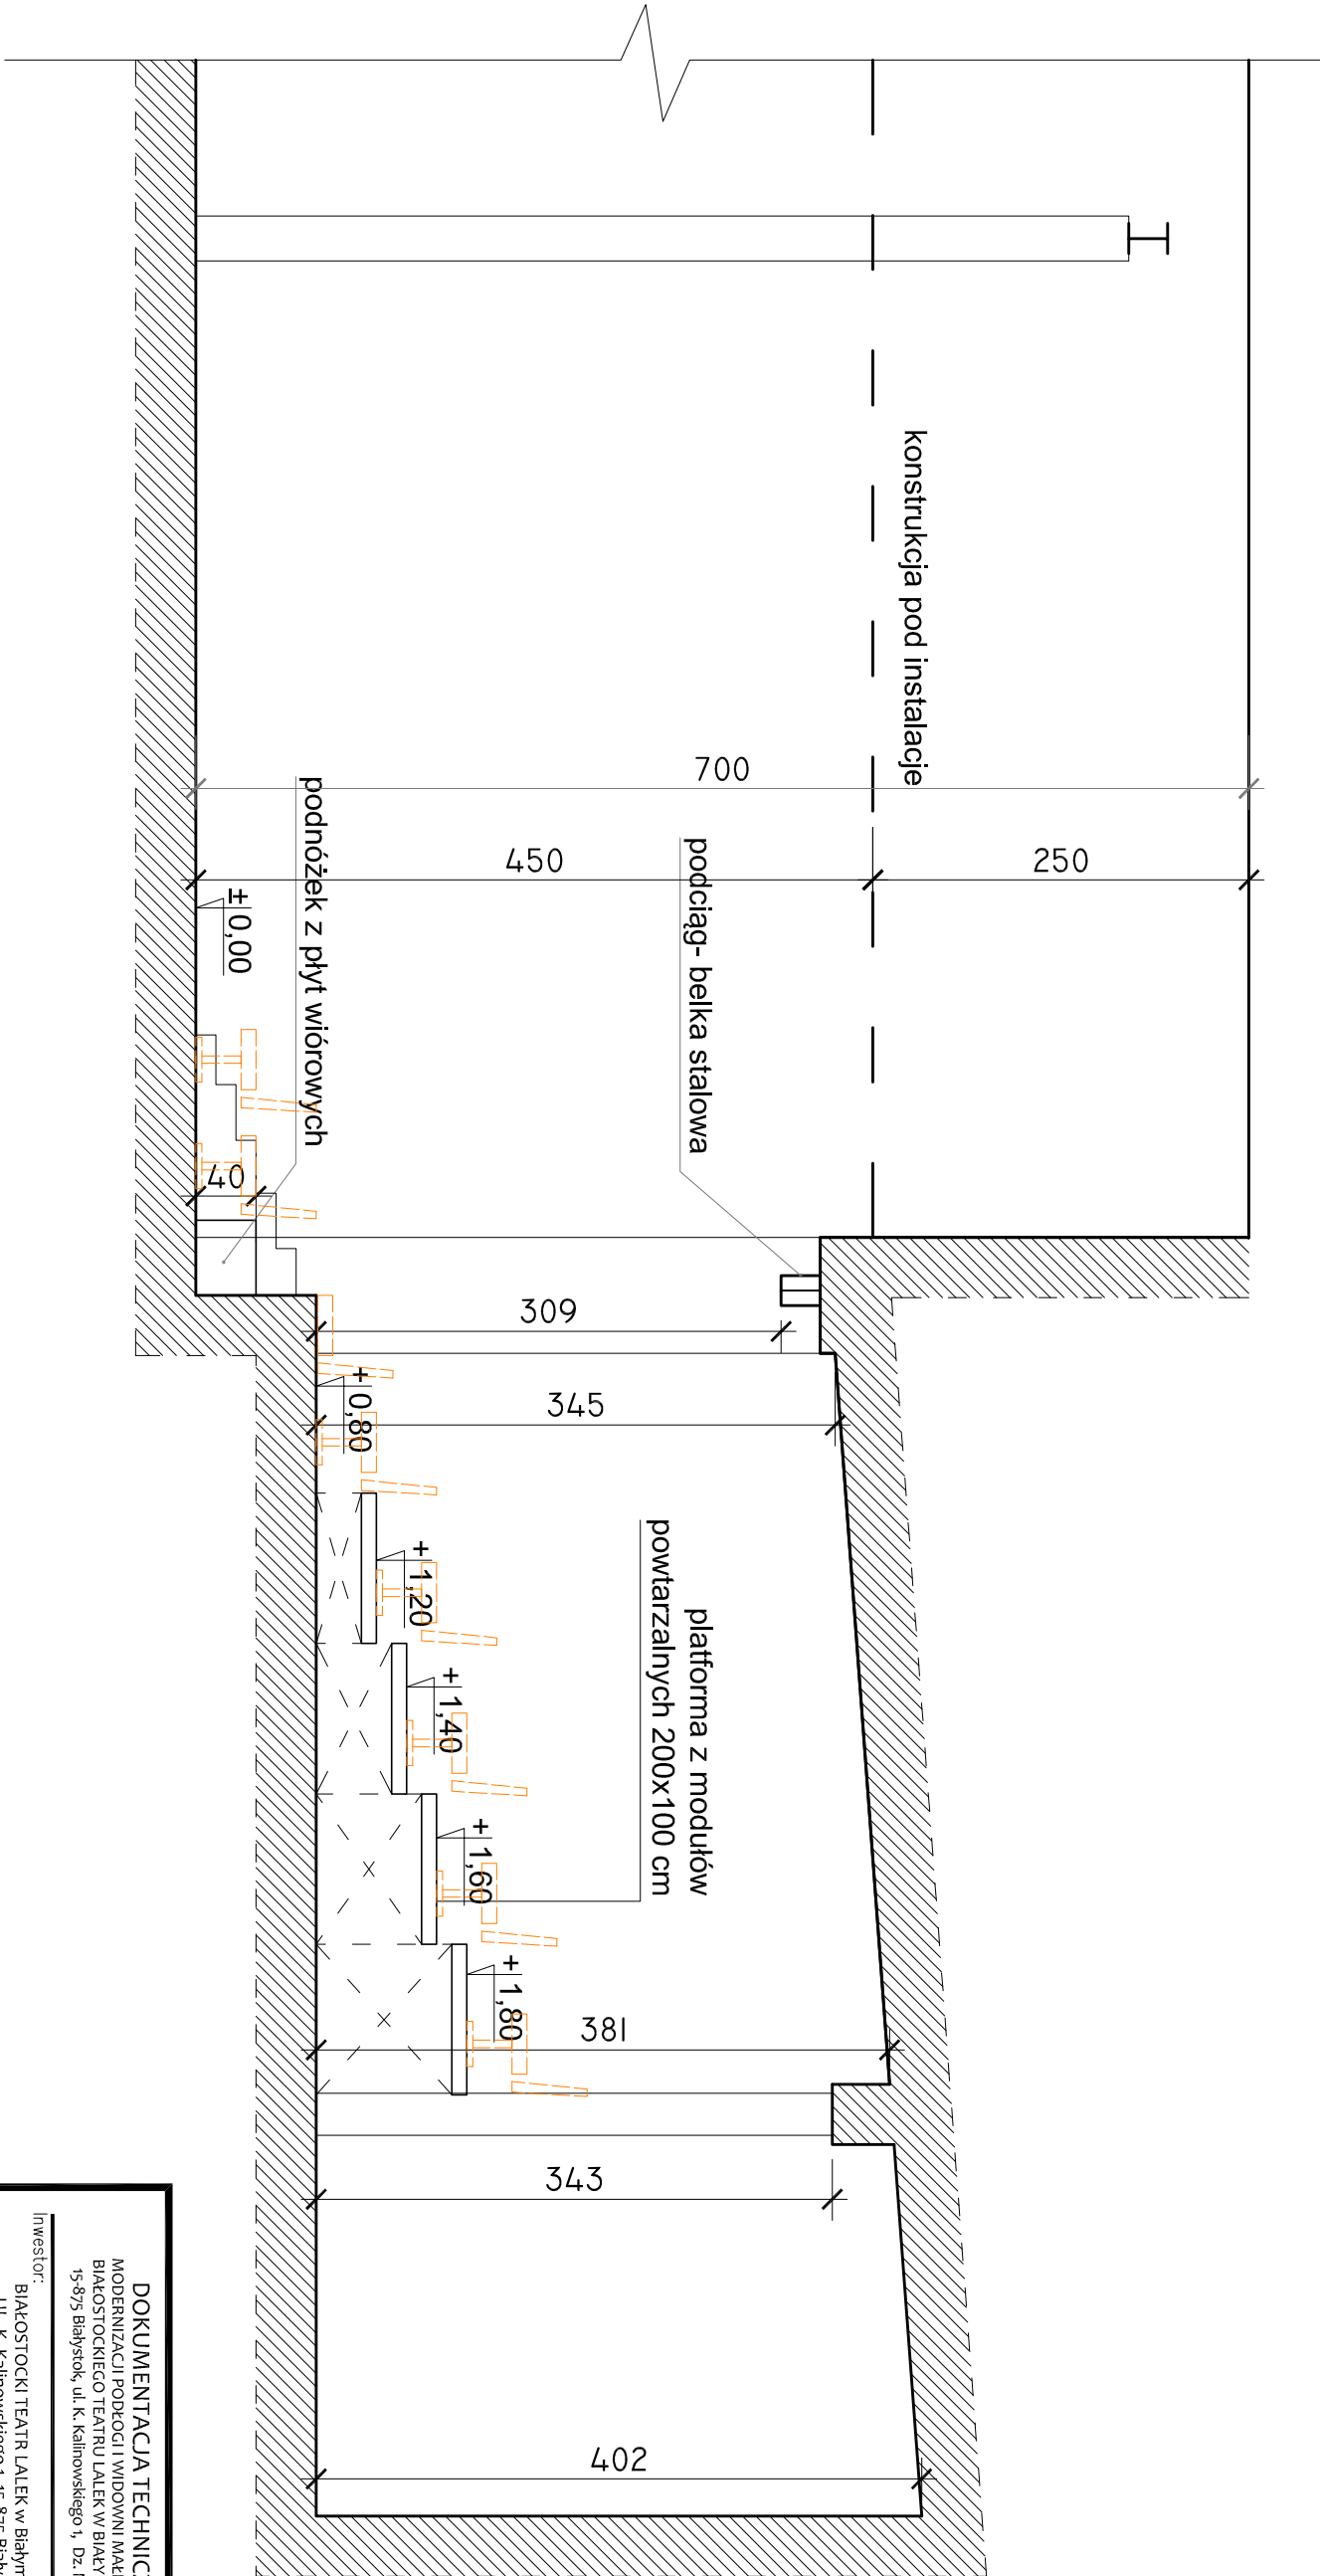 konstrukcja pod instalacje
700
450
250
podnóżek z płyt wiórowych
podciąg- belka stalowa
± 0,00
40
309
+ 0,80
345
+ 1,20
platforma z modułów
powtarzalnych 200x100 cm
+ 1,40
+ 1,60
+ 1,80
381
343
402
DOKUMENTACJA TECHNICZ
MODERNIZACJI PODŁOGI I WIDOWNI MAŁ
BIAŁOSTOCKIEGO TEATRU LALEK W BIAŁY
15-875 Białystok, ul. K. Kalinowskiego 1, Dz.
Inwestor:
BIAŁOSTOCKI TEATR LALEK w Białym